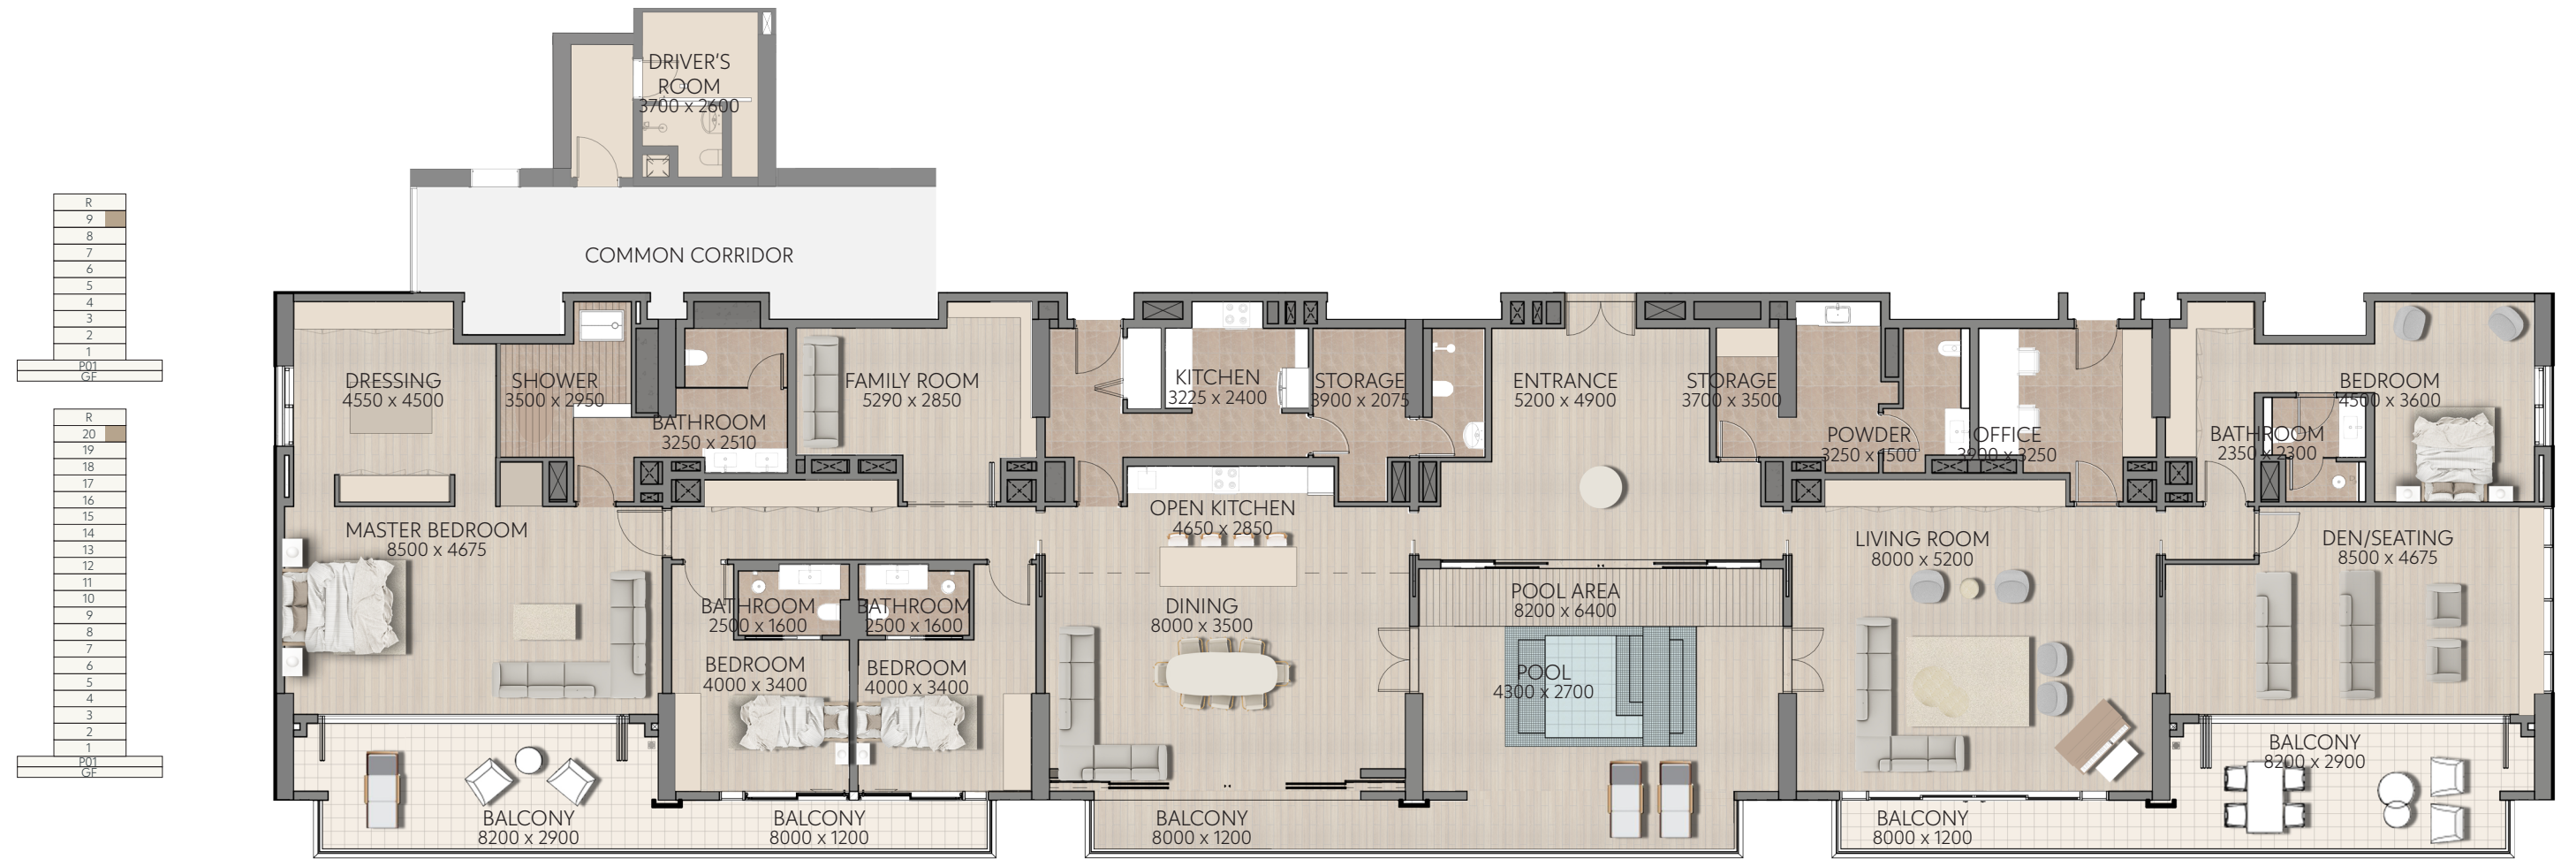 DRIVER'S
ROOM
3700 x 2600
COMMON CORRIDOR
R
9
8
7
6
5
4
3
2
1
P01
GF
R
20
19
18
17
16
15
14
13
12
11
10
9
8
7
6
5
4
3
2
1
P01
GF
DRESSING
4550 x 4500
SHOWER
3500 x 2950
BATHROOM
3250 x 2510
FAMILY ROOM
5290 x 2850
KITCHEN
3225 x 2400
STORAGE
3900 x 2075
ENTRANCE
5200 x 4900
STORAGE
3700 x 3500
POWDER
3250 x 1500
OFFICE
3900 x 3250
BATHROOM
2350 x 2300
BEDROOM
4500 x 3600
MASTER BEDROOM
8500 x 4675
OPEN KITCHEN
4650 x 2850
LIVING ROOM
8000 x 5200
DEN/SEATING
8500 x 4675
BATHROOM
2500 x 1600
BATHROOM
2500 x 1600
DINING
8000 x 3500
POOL AREA
8200 x 6400
BEDROOM
4000 x 3400
BEDROOM
4000 x 3400
POOL
4300 x 2700
BALCONY
8200 x 2900
BALCONY
8200 x 2900
BALCONY
8000 x 1200
BALCONY
8000 x 1200
BALCONY
8000 x 1200